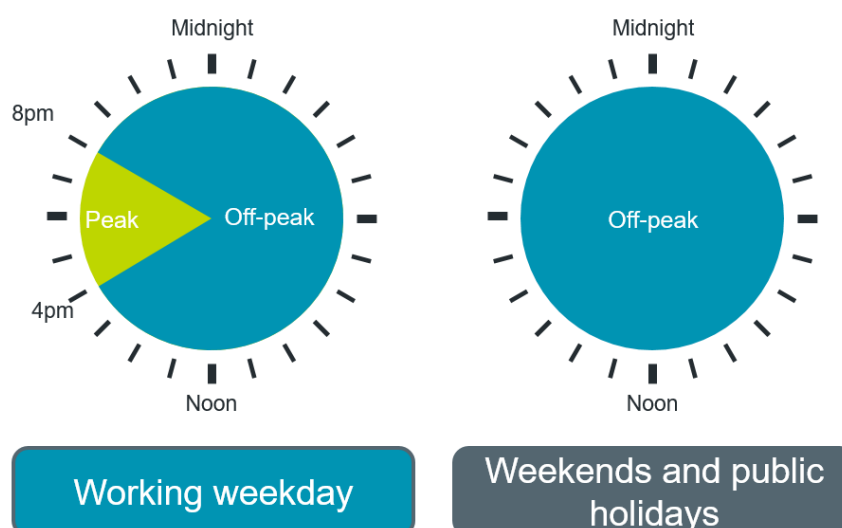 Midnight
8pm
Peak
Off-peak
4pm
Noon
Working weekday
Midnight
Off-peak
Noon
Weekends and public
holidays